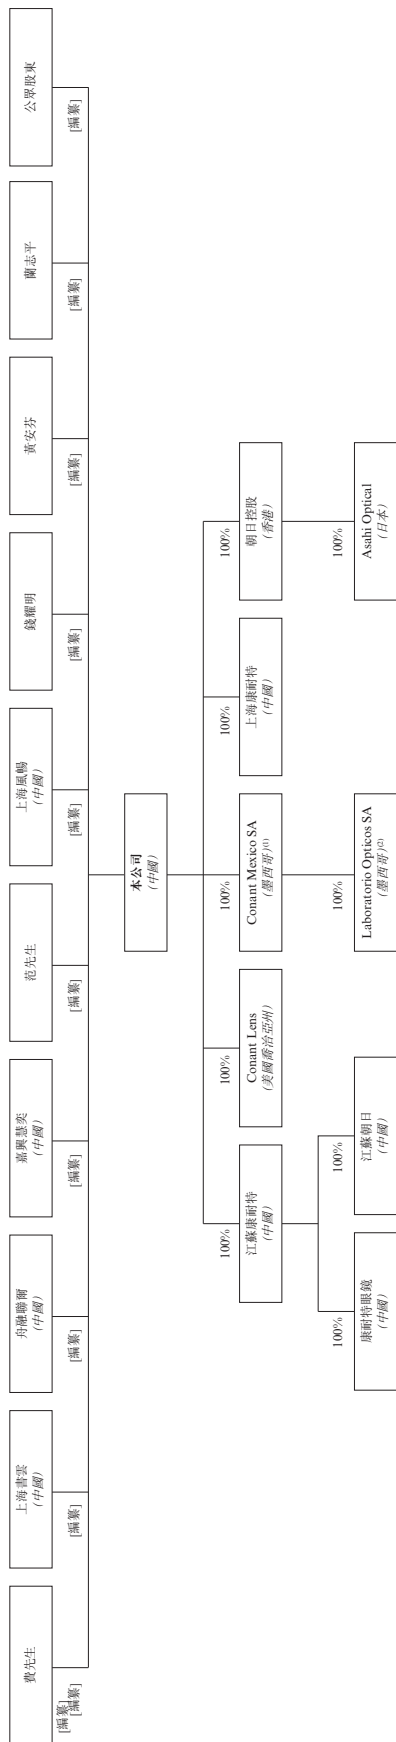 費先生
上海書雲
(中國)
舟融聯爾
(中國)
嘉興慧奕
(中國)
范先生
上海風暢
(中國)
錢耀明
黃安芬
蘭志平
公眾股東
[編纂]
[編纂]
[編纂]
[編纂]
[編纂]
[編纂]
[編纂]
[編纂]
[編纂]
[編纂]
[編纂]
本公司
(中國)
100%
100%
100%
100%
100%
江蘇康耐特
(中國)
Conant Lens
(美國喬治亞州)
Conant Mexico SA
(墨西哥)(1)
上海康耐特
(中國)
朝日控股
(香港)
100%
100%
100%
100%
康耐特眼鏡
(中國)
江蘇朝日
(中國)
Laboratorio Opticos SA
(墨西哥)(2)
Asahi Optical
(日本)